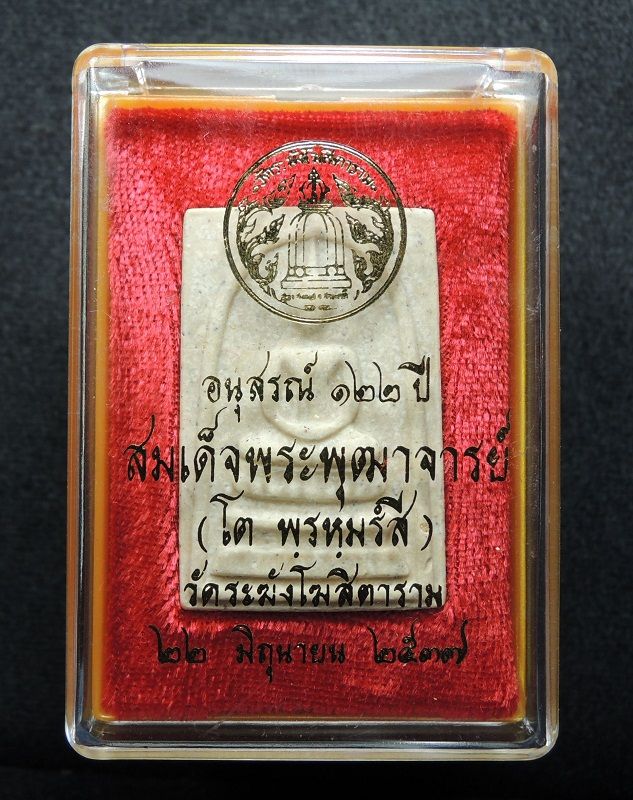 อนุสรณ์ ๑๒๒ ปี
สมเด็จพระพุฒาจารย์
(โต พฺรหฺมรํสี)
วัดระฆังโฆสิตาราม
๒๒ มิถุนายน ๒๕๓๗